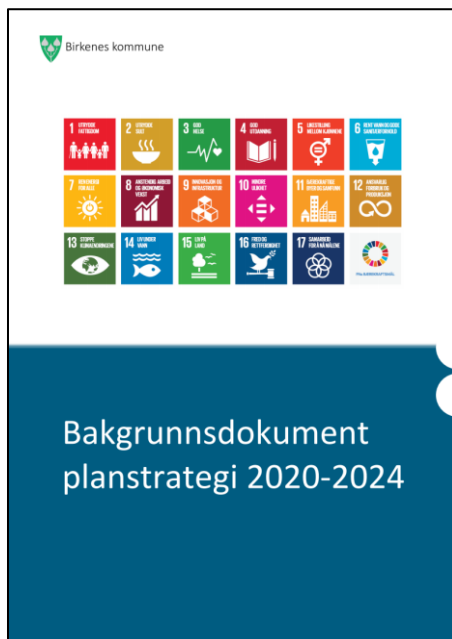 Birkenes kommune
1 UTRYDDE FATTIGDOM
2 UTRYDDE SULT
3 GOD HELSE
4 GOD UTDANNING
5 LIKESTILLING MELLOM KJØNNENE
6 RENT VANN OG GODE SANITÆRFORHOLD
7 FOR ALLE
8 ANSTENDIG ARBEID OG ØKONOMISK VEKST
9 INNOVASJON OG INFRASTRUKTUR
10 MINDRE ULIKHET
11 BÆREKRAFTIGE BYER OG SAMFUNN
12 ANSVARLIG FORBRUK OG PRODUKSJON
13 STOPPE KLIMAENDRINGENE
14 LIV UNDER VANN
15 LIV PÅ LAND
16 FRED OG RETTFERDIGHET
17 SAMARBEID FOR Å NÅ MÅLENE
Bakgrunnsdokument
planstrategi 2020-2024